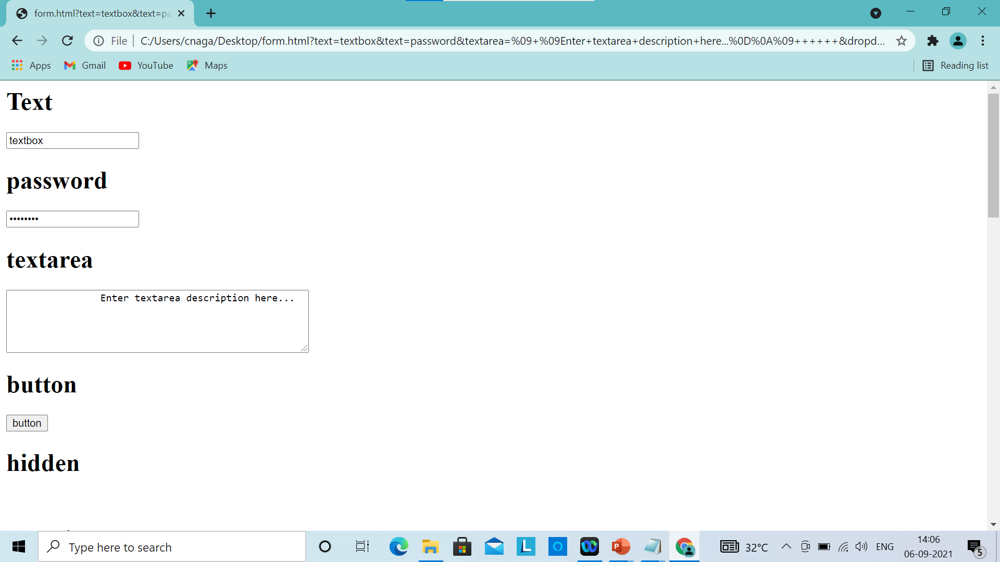 form.html?text=textbox&text=pa
File
C:/Users/cnaga/Desktop/form.html?text=textbox&text=password&textarea=%09+%09Enter+textarea+description+here...%0D%0A%09++++++&dropd...
Apps
Gmail
YouTube
Maps
Reading list
Text
textbox
password
••••••••
textarea
Enter textarea description here...
button
button
hidden
Type here to search
L
P
32°C
ENG
14:06
06-09-2021
5